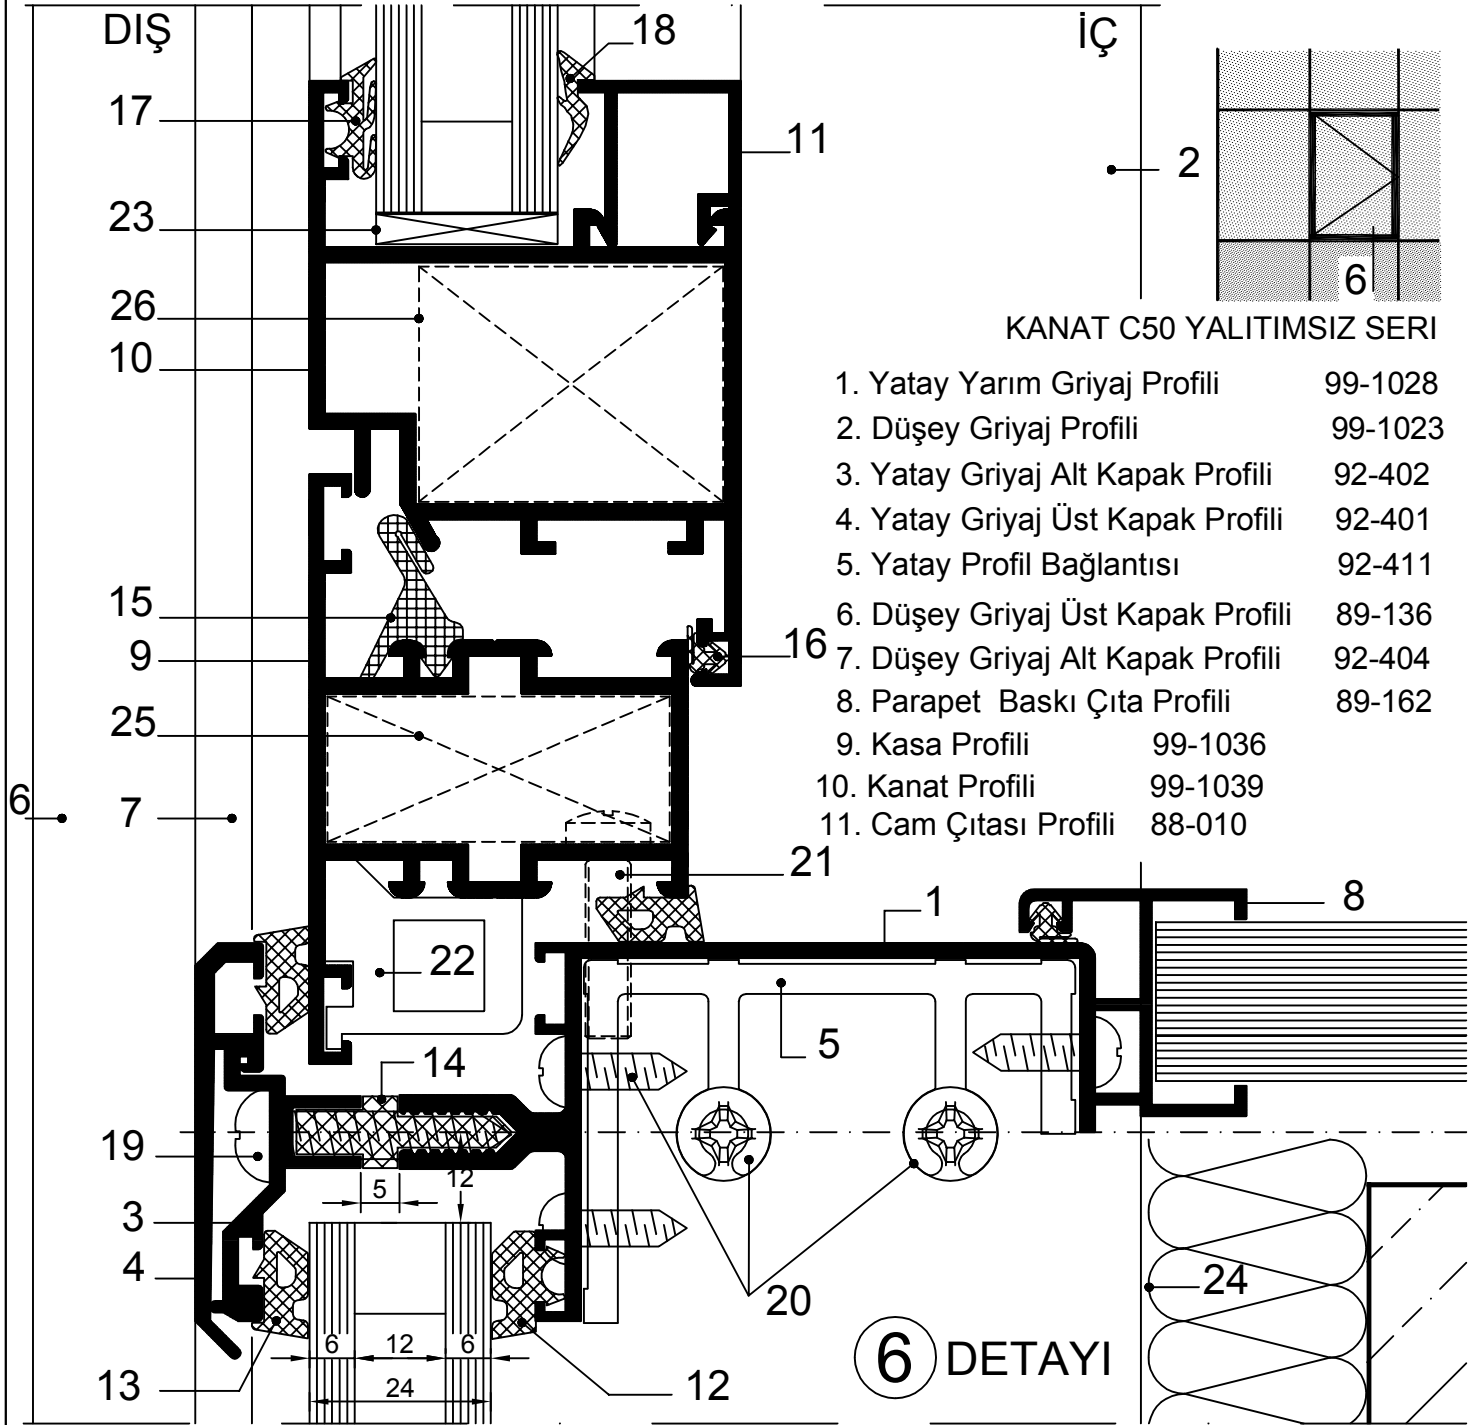 DIŞ
İÇ
18
17
11
2
23
6
26
KANAT C50 YALITIMSIZ SERI
10
1. Yatay Yarım Griyaj Profili 99-1028
2. Düşey Griyaj Profili 99-1023
3. Yatay Griyaj Alt Kapak Profili 92-402
4. Yatay Griyaj Üst Kapak Profili 92-401
5. Yatay Profil Bağlantısı 92-411
6. Düşey Griyaj Üst Kapak Profili 89-136
7. Düşey Griyaj Alt Kapak Profili 92-404
8. Parapet Baskı Çıta Profili 89-162
9. Kasa Profili 99-1036
10. Kanat Profili 99-1039
11. Cam Çıtası Profili 88-010
15
9
16
25
6
7
21
1
8
22
5
14
19
12
5
3
4
24
20
6 12 6
24
6 DETAYI
13
12